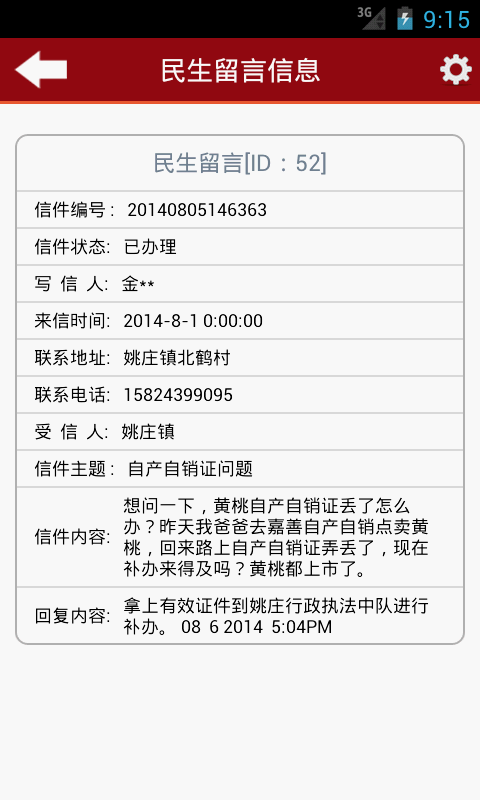 3G 9:15
民生留言信息
民生留言[ID：52]
信件编号： 20140805146363
信件状态: 已办理
写 信 人: 金**
来信时间: 2014-8-1 0:00:00
联系地址: 姚庄镇北鹤村
联系电话: 15824399095
受 信 人: 姚庄镇
信件主题： 自产自销证问题
信件内容: 想问一下，黄桃自产自销证丢了怎么
办？昨天我爸爸去嘉善自产自销点卖黄
桃，回来路上自产自销证弄丢了，现在
补办来得及吗？黄桃都上市了。
回复内容: 拿上有效证件到姚庄行政执法中队进行
补办。 08 6 2014 5:04PM